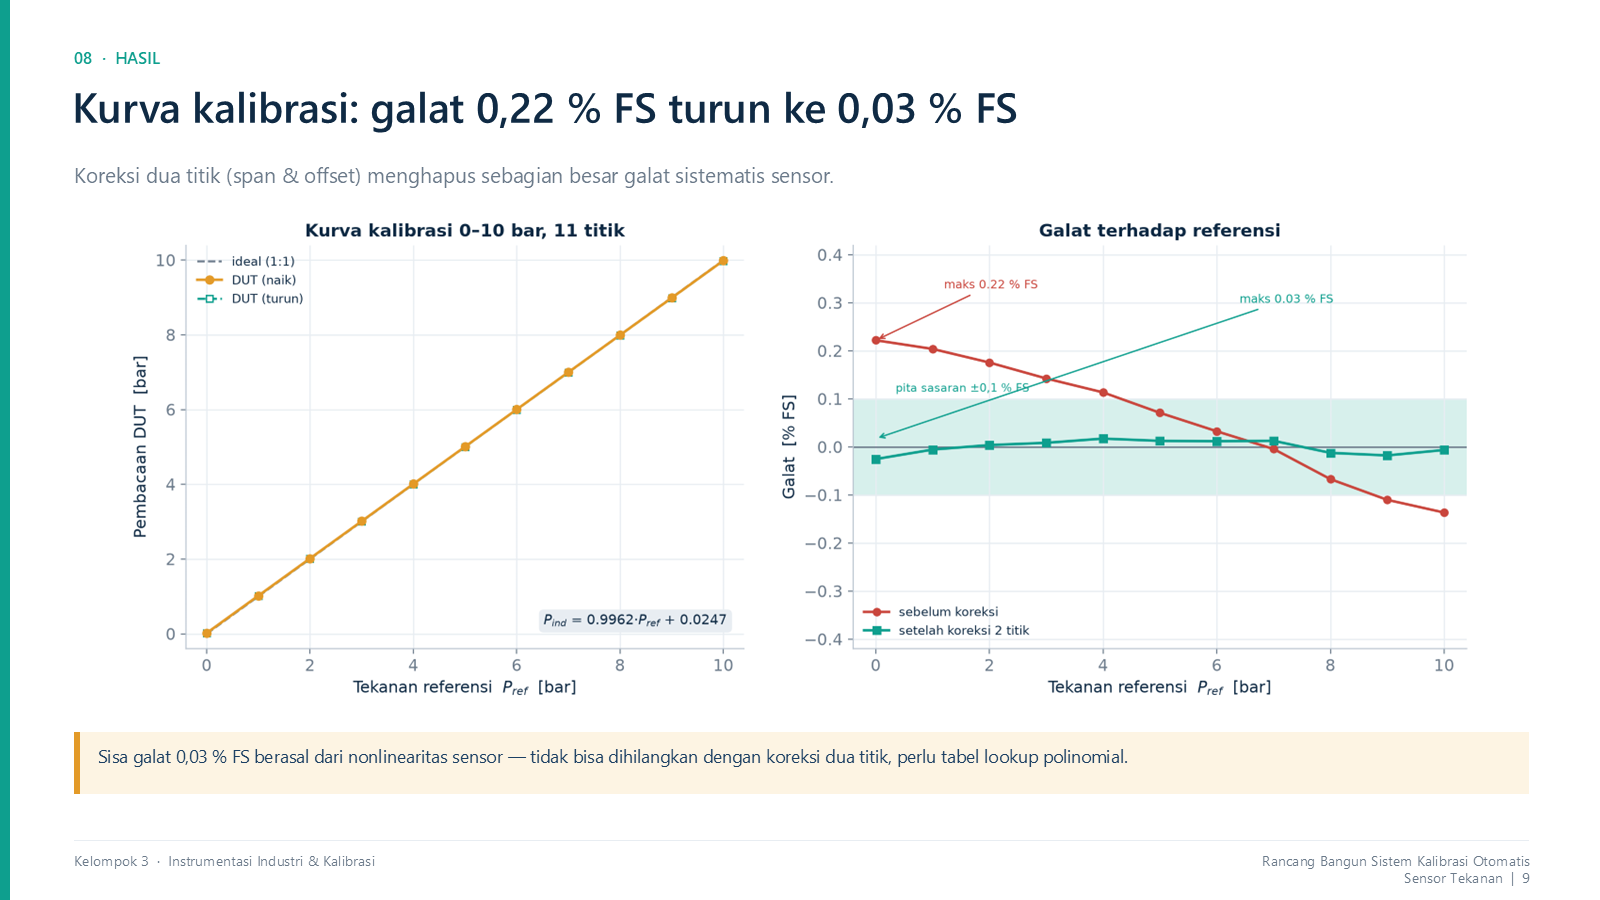 08 · HASIL
Kurva kalibrasi: galat 0,22 % FS turun ke 0,03 % FS
Koreksi dua titik (span & offset) menghapus sebagian besar galat sistematis sensor.
Kurva kalibrasi 0–10 bar, 11 titik
ideal (1:1)
DUT (naik)
DUT (turun)
10
8
6
4
2
0
Pembacaan DUT [bar]
P_ind = 0.9962·P_ref + 0.0247
0 2 4 6 8 10
Tekanan referensi P_ref [bar]
Galat terhadap referensi
maks 0.22 % FS
maks 0.03 % FS
pita sasaran ±0,1 % FS
0.4
0.3
0.2
0.1
0.0
−0.1
−0.2
−0.3
−0.4
Galat [% FS]
sebelum koreksi
setelah koreksi 2 titik
0 2 4 6 8 10
Tekanan referensi P_ref [bar]
Sisa galat 0,03 % FS berasal dari nonlinearitas sensor — tidak bisa dihilangkan dengan koreksi dua titik, perlu tabel lookup polinomial.
Kelompok 3 · Instrumentasi Industri & Kalibrasi
Rancang Bangun Sistem Kalibrasi Otomatis
Sensor Tekanan | 9